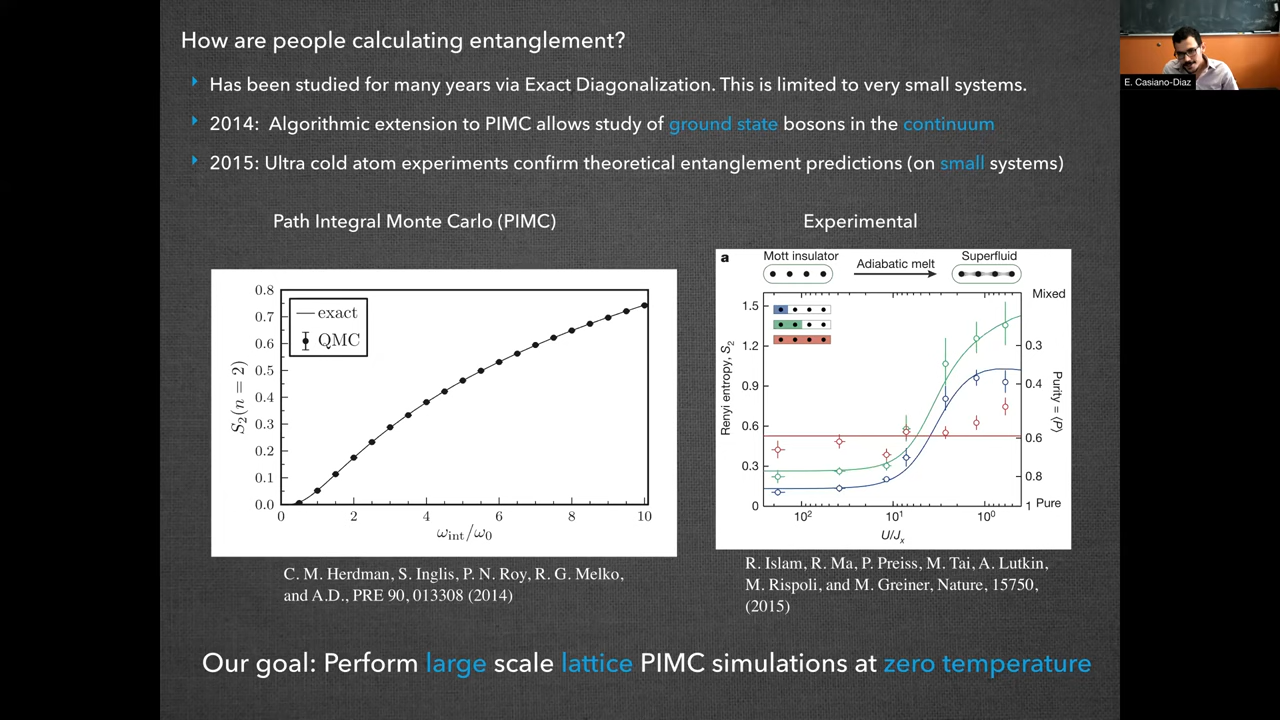 How are people calculating entanglement?
Has been studied for many years via Exact Diagonalization. This is limited to very small systems.
2014: Algorithmic extension to PIMC allows study of ground state bosons in the continuum
2015: Ultra cold atom experiments confirm theoretical entanglement predictions (on small systems)
E. Casiano-Diaz
Path Integral Monte Carlo (PIMC)
0.8
0.7
0.6
0.5
0.4
0.3
0.2
0.1
0.0
S₂(n = 2)
exact
QMC
0 2 4 6 8 10
ω_int/ω₀
C. M. Herdman, S. Inglis, P. N. Roy, R. G. Melko,
and A.D., PRE 90, 013308 (2014)
Experimental
a
Mott insulator
Adiabatic melt
Superfluid
1.5
1.2
0.9
0.6
0.3
0
Renyi entropy, S₂
Mixed
0.3
0.4
0.6
0.8
1 Pure
Purity = ⟨P⟩
10² 10¹ 10⁰
U/Jₓ
R. Islam, R. Ma, P. Preiss, M. Tai, A. Lutkin,
M. Rispoli, and M. Greiner, Nature, 15750,
(2015)
Our goal: Perform large scale lattice PIMC simulations at zero temperature